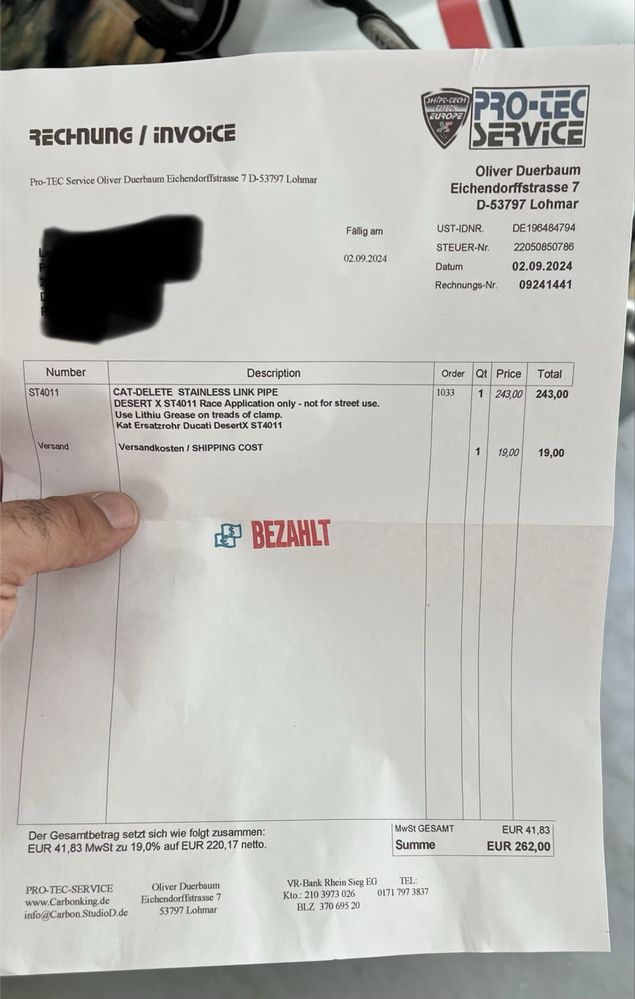 RECHNUNG / INVOICE
SHIFT-TECH
EUROPE
PRO-TEC
SERVICE
Oliver Duerbaum
Eichendorffstrasse 7
D-53797 Lohmar
Pro-TEC Service Oliver Duerbaum Eichendorffstrasse 7 D-53797 Lohmar
Fällig am
02.09.2024
UST-IDNR. DE196484794
STEUER-Nr. 22050850786
Datum 02.09.2024
Rechnungs-Nr. 09241441
Number Description Order Qt Price Total
ST4011 CAT-DELETE STAINLESS LINK PIPE 1033 1 243,00 243,00
DESERT X ST4011 Race Application only - not for street use.
Use Lithiu Grease on treads of clamp.
Kat Ersatzrohr Ducati DesertX ST4011
Versand Versandkosten / SHIPPING COST 1 19,00 19,00
BEZAHLT
Der Gesamtbetrag setzt sich wie folgt zusammen:
EUR 41,83 MwSt zu 19,0% auf EUR 220,17 netto.
MwSt GESAMT EUR 41,83
Summe EUR 262,00
PRO-TEC-SERVICE
www.Carbonking.de
info@Carbon.StudioD.de
Oliver Duerbaum
Eichendorffstrasse 7
53797 Lohmar
VR-Bank Rhein Sieg EG
Kto.: 210 3973 026
BLZ 370 695 20
TEL:
0171 797 3837